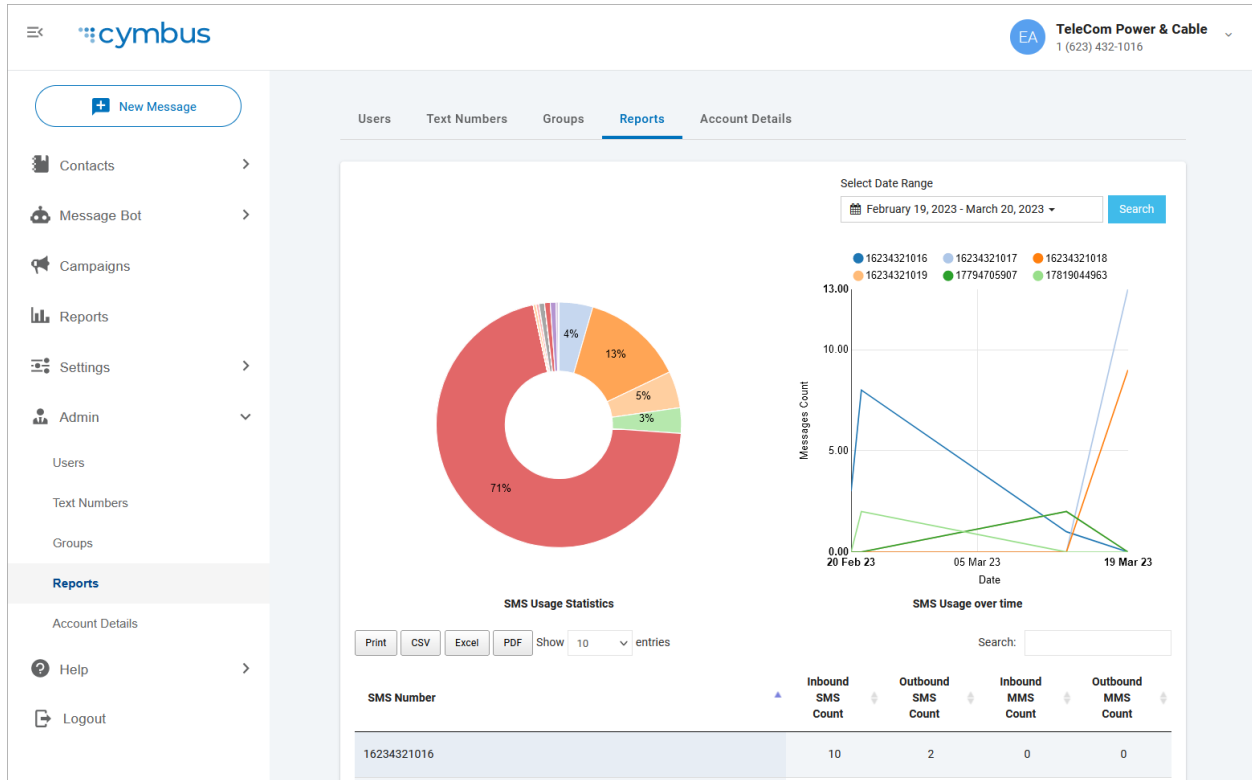 cymbus
EA
TeleCom Power & Cable
1 (623) 432-1016
New Message
Contacts
Message Bot
Campaigns
Reports
Settings
Admin
Users
Text Numbers
Groups
Reports
Account Details
Help
Logout
Users Text Numbers Groups Reports Account Details
Select Date Range
February 19, 2023 - March 20, 2023
Search
4%
13%
5%
3%
71%
SMS Usage Statistics
16234321016 16234321017 16234321018
16234321019 17794705907 17819044963
13.00
10.00
5.00
0.00
Messages Count
20 Feb 23 05 Mar 23 19 Mar 23
Date
SMS Usage over time
Print CSV Excel PDF Show 10 entries
Search:
SMS Number
Inbound SMS Count
Outbound SMS Count
Inbound MMS Count
Outbound MMS Count
16234321016 10 2 0 0